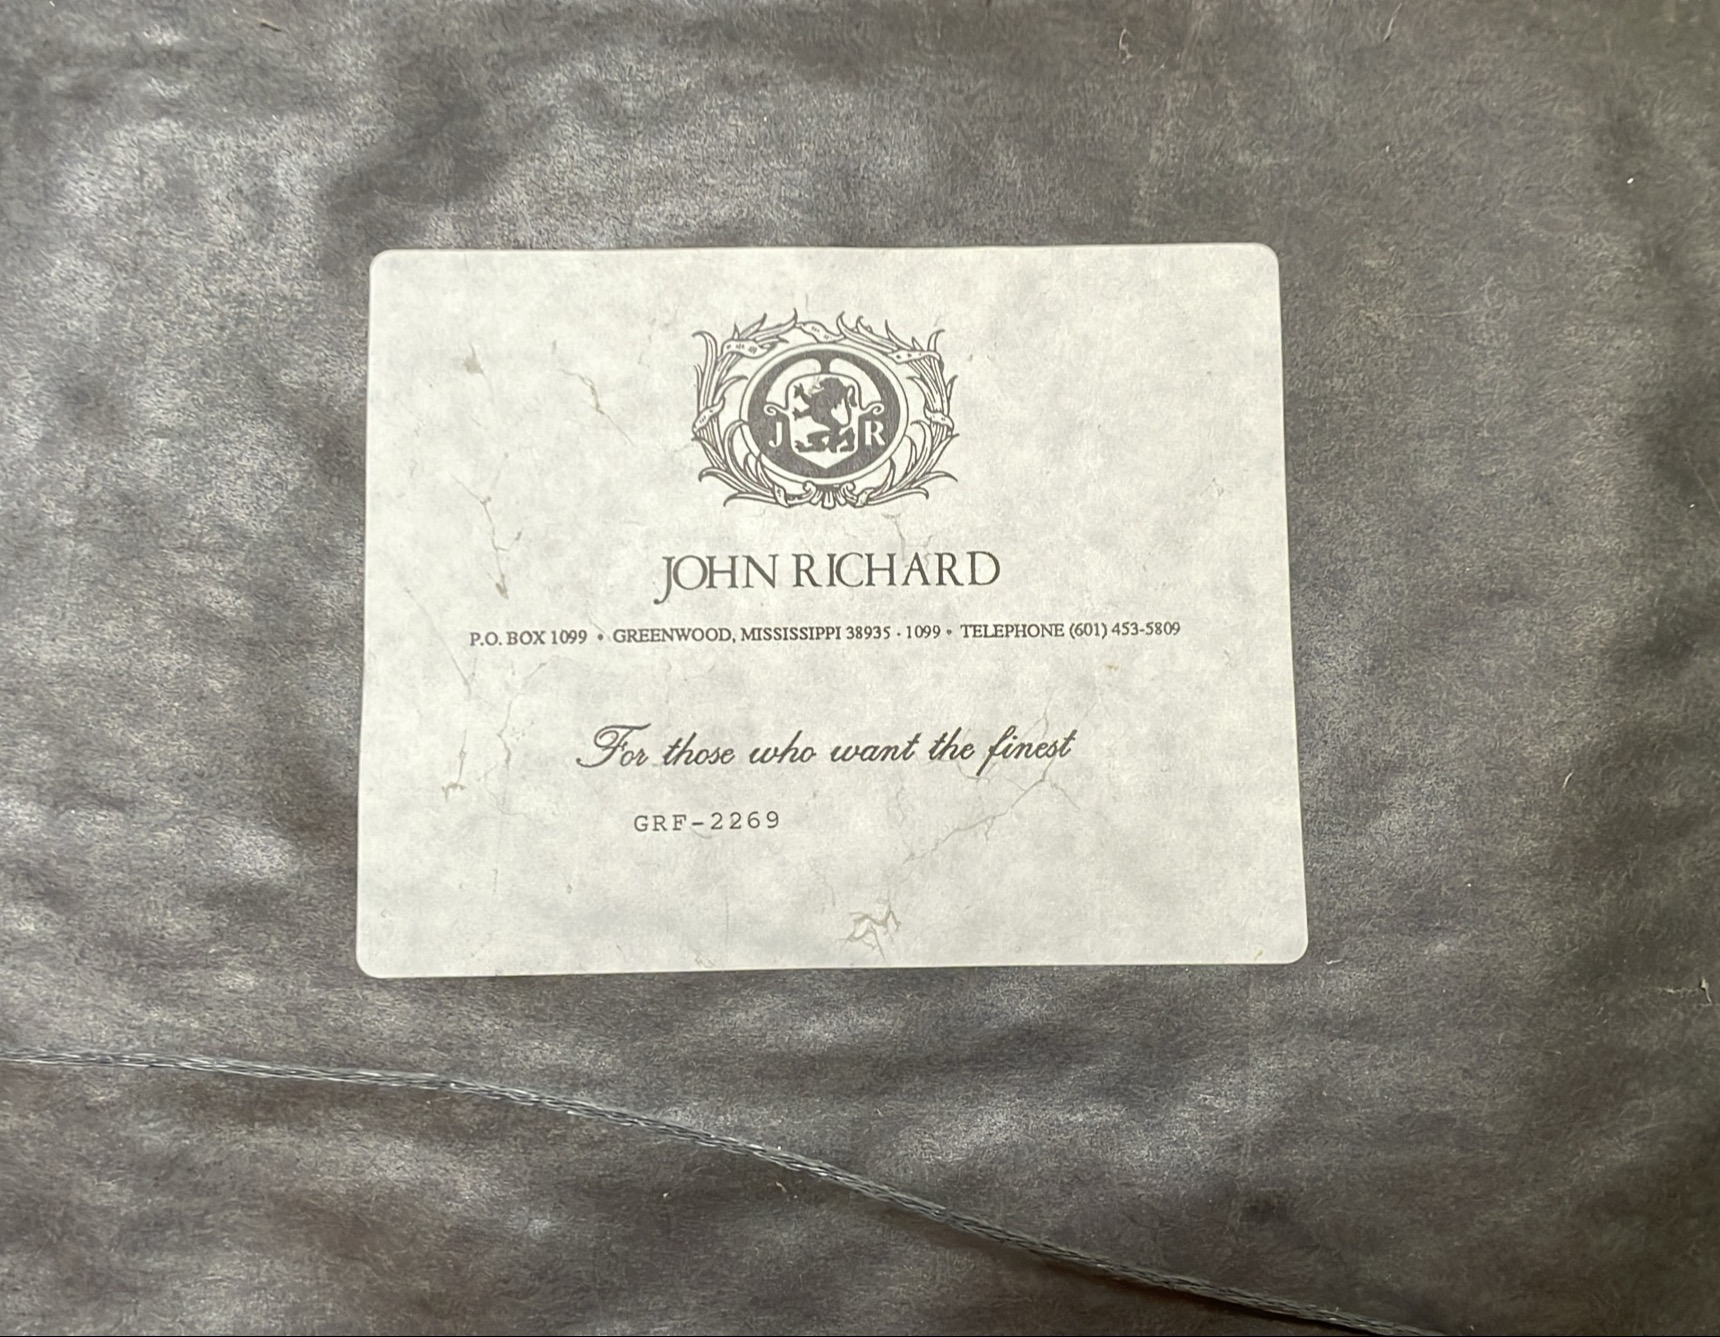 J R
JOHN RICHARD
P.O. BOX 1099 • GREENWOOD, MISSISSIPPI 38935 - 1099 • TELEPHONE (601) 453-5809
For those who want the finest
GRF-2269